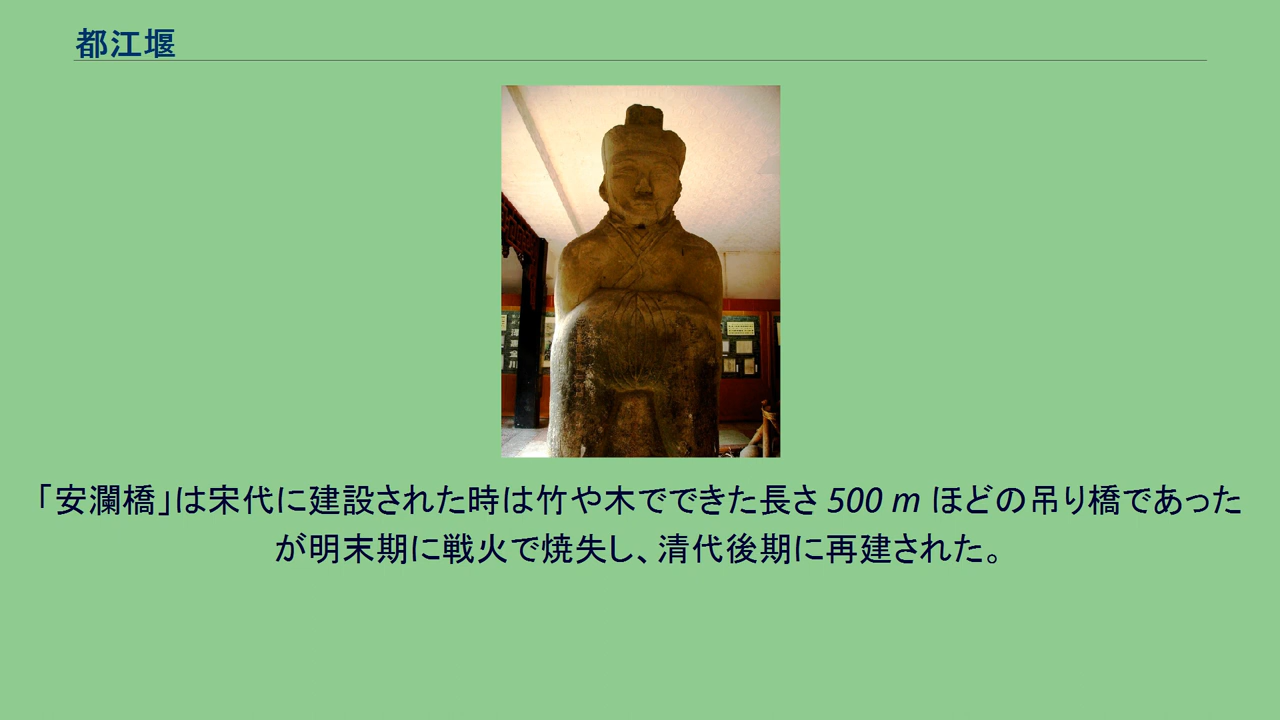 都江堰
「安瀾橋」は宋代に建設された時は竹や木でできた長さ 500 m ほどの吊り橋であった
が明末期に戦火で焼失し、清代後期に再建された。